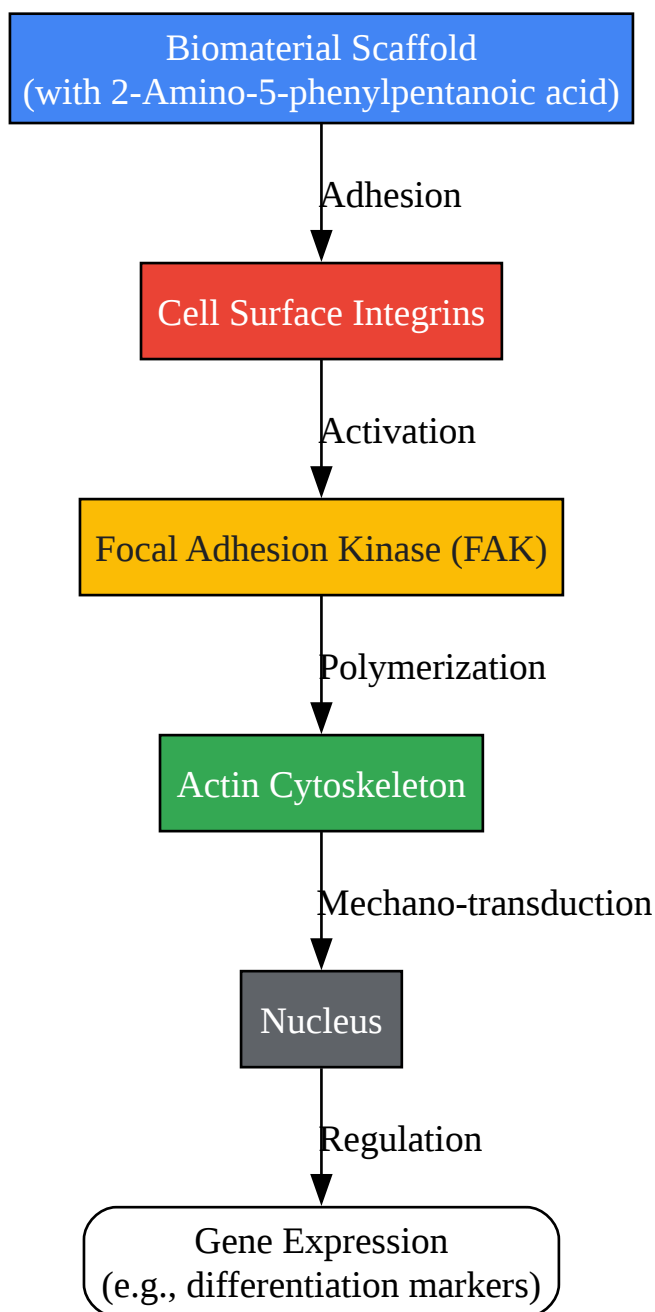 Biomaterial Scaffold
(with 2-Amino-5-phenylpentanoic acid)
Adhesion
Cell Surface Integrins
Activation
Focal Adhesion Kinase (FAK)
Polymerization
Actin Cytoskeleton
Mechano-transduction
Nucleus
Regulation
Gene Expression
(e.g., differentiation markers)